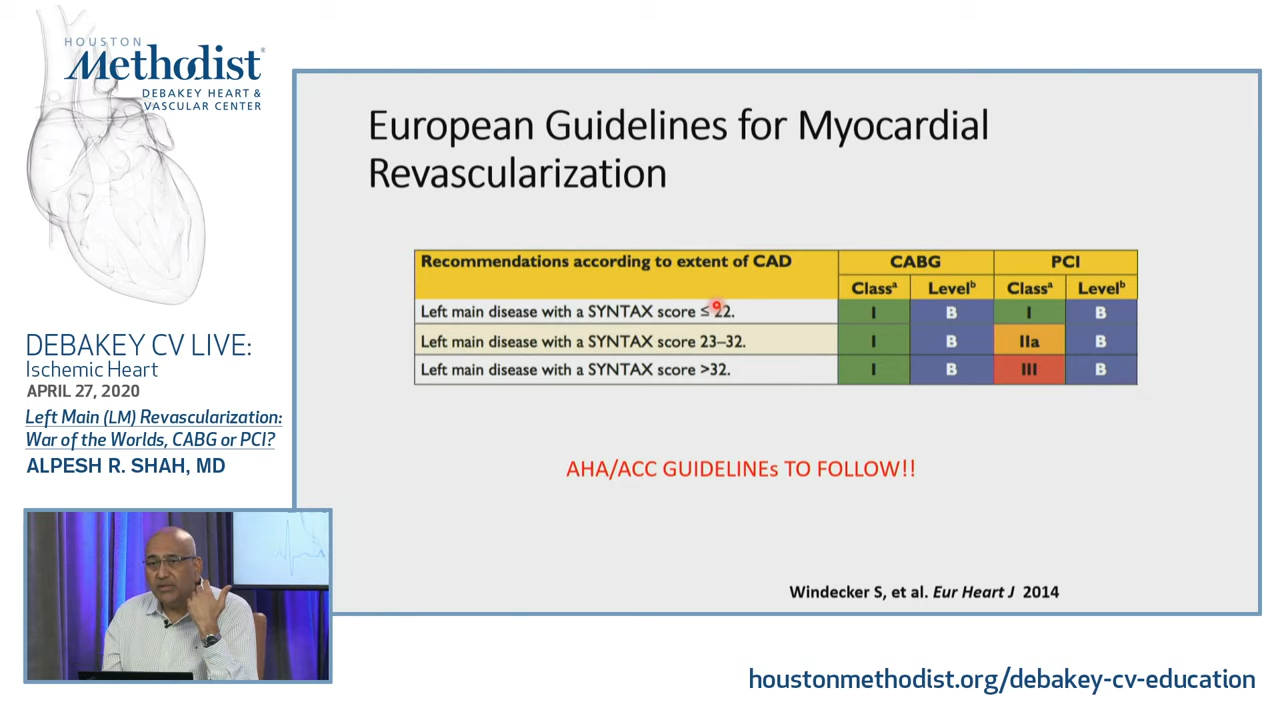 HOUSTON
Methodist®
DEBAKEY HEART &
VASCULAR CENTER
DEBAKEY CV LIVE:
Ischemic Heart
APRIL 27, 2020
Left Main (LM) Revascularization:
War of the Worlds, CABG or PCI?
ALPESH R. SHAH, MD
European Guidelines for Myocardial
Revascularization
Recommendations according to extent of CAD CABG PCI
Classᵃ Levelᵇ Classᵃ Levelᵇ
Left main disease with a SYNTAX score ≤ 22. I B I B
Left main disease with a SYNTAX score 23–32. I B IIa B
Left main disease with a SYNTAX score >32. I B III B
AHA/ACC GUIDELINEs TO FOLLOW!!
Windecker S, et al. Eur Heart J 2014
houstonmethodist.org/debakey-cv-education